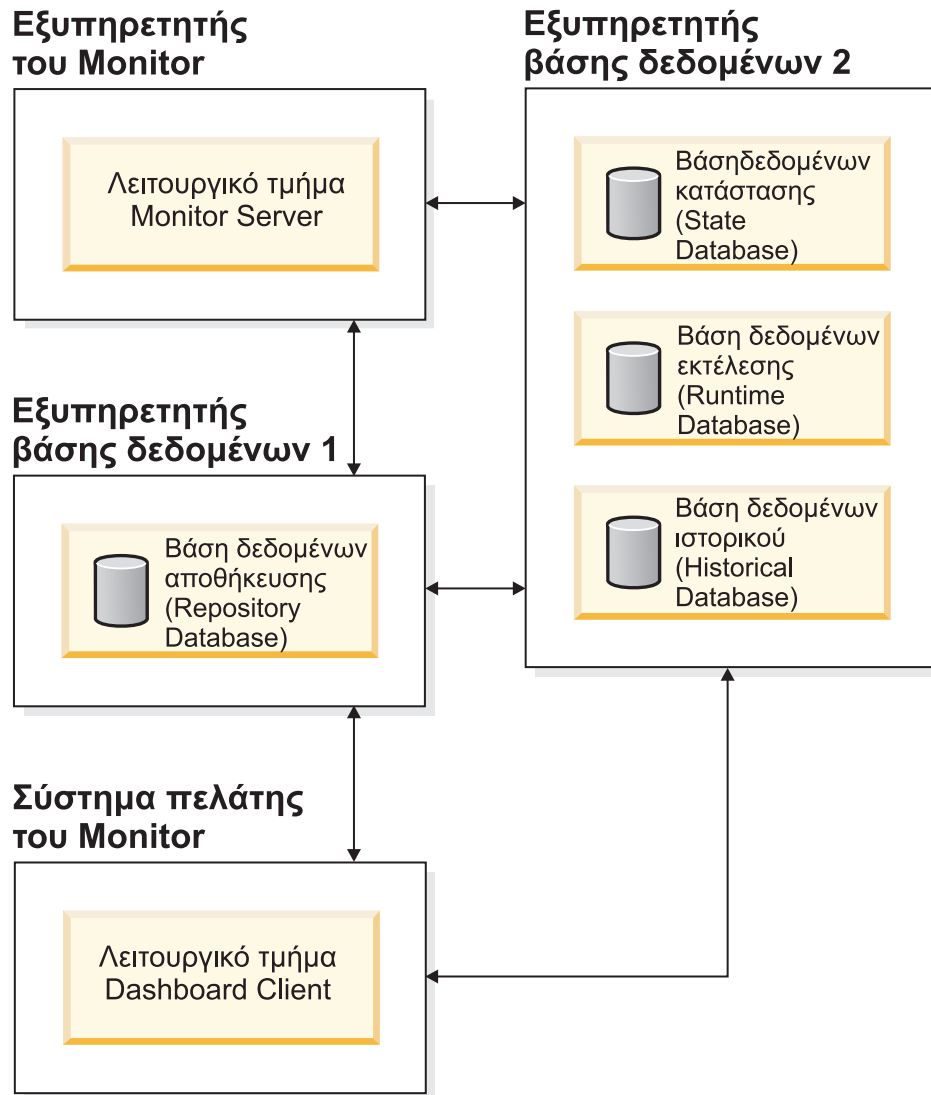 Εξυπηρετητής
του Monitor
Λειτουργικό τμήμα
Monitor Server
Εξυπηρετητής
βάσης δεδομένων 2
Βάσηδεδομένων
κατάστασης
(State
Database)
Βάση δεδομένων
εκτέλεσης
(Runtime
Database)
Βάση δεδομένων
ιστορικού
(Historical
Database)
Εξυπηρετητής
βάσης δεδομένων 1
Βάση δεδομένων
αποθήκευσης
(Repository
Database)
Σύστημα πελάτης
του Monitor
Λειτουργικό τμήμα
Dashboard Client